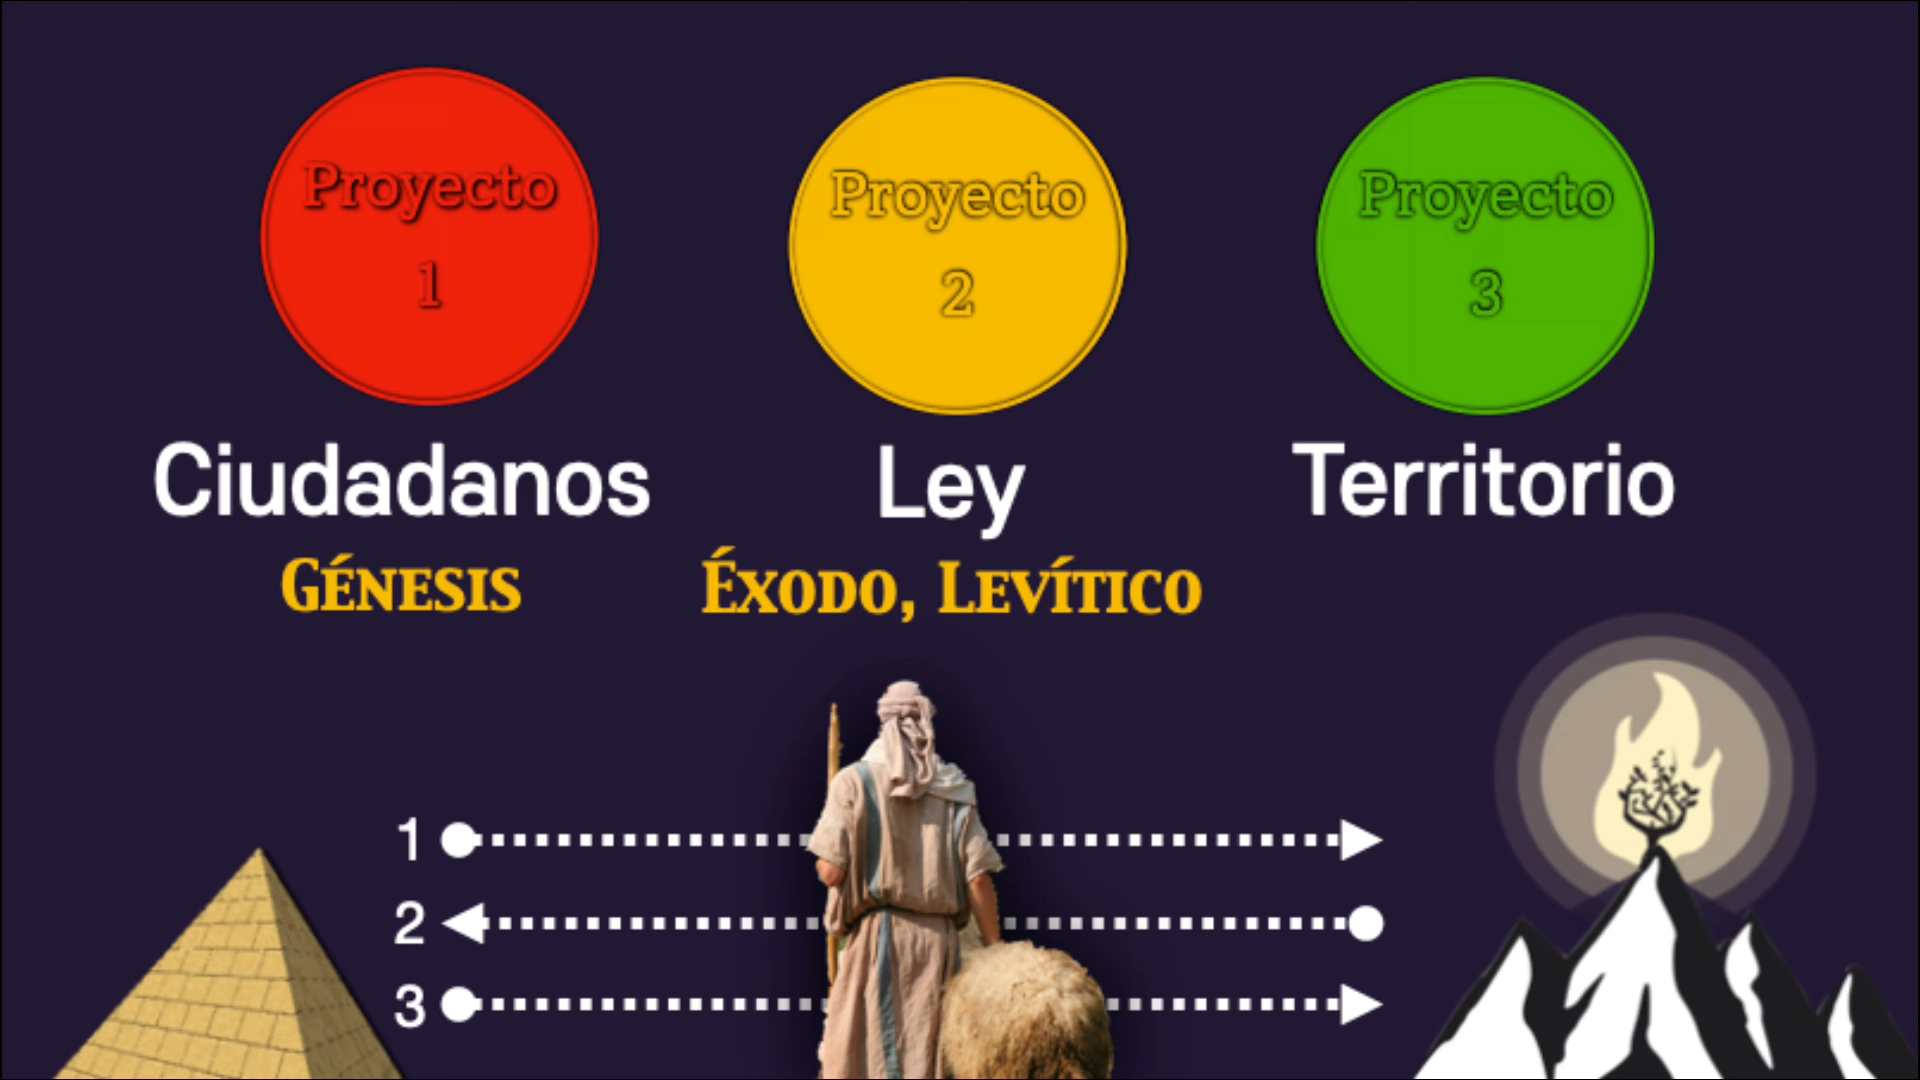 Proyecto
1
Proyecto
2
Proyecto
3
Ciudadanos
Ley
Territorio
Génesis
Éxodo, Levítico
1
2
3